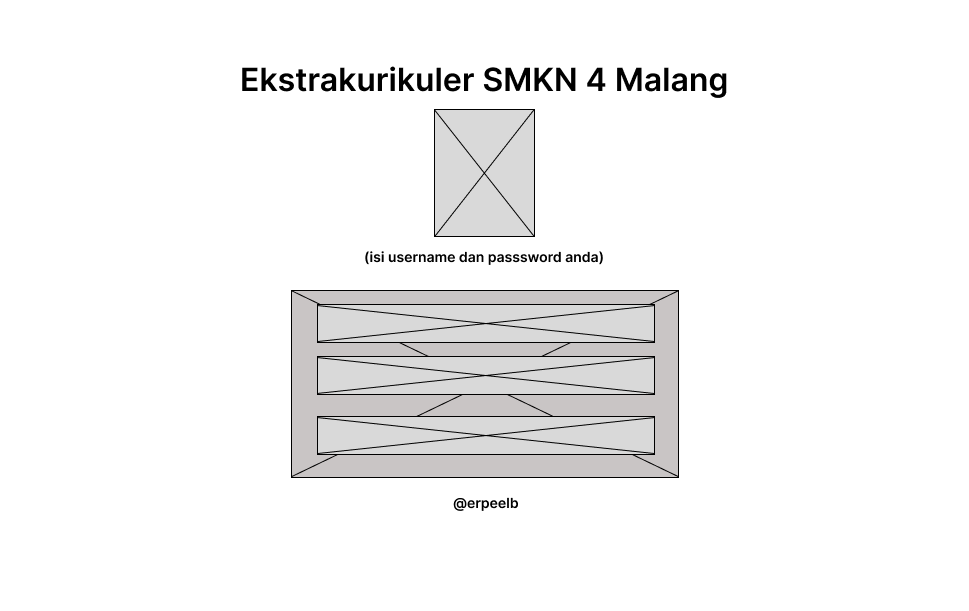 Ekstrakurikuler SMKN 4 Malang
(isi username dan passsword anda)
@erpeelb